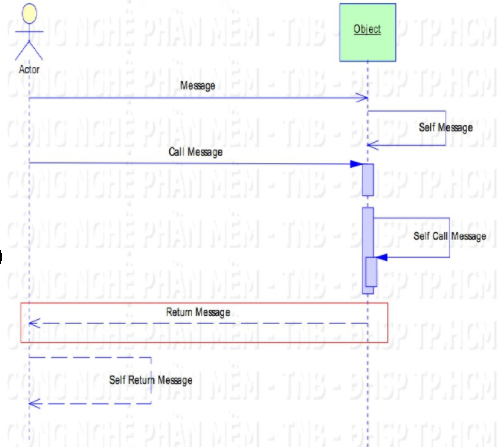 Object
Actor
Message
Self Message
Call Message
Self Call Message
Return Message
Self Return Message
CÔNG NGHỆ PHẦN MỀM - TNB - ĐHSP TP.HCM